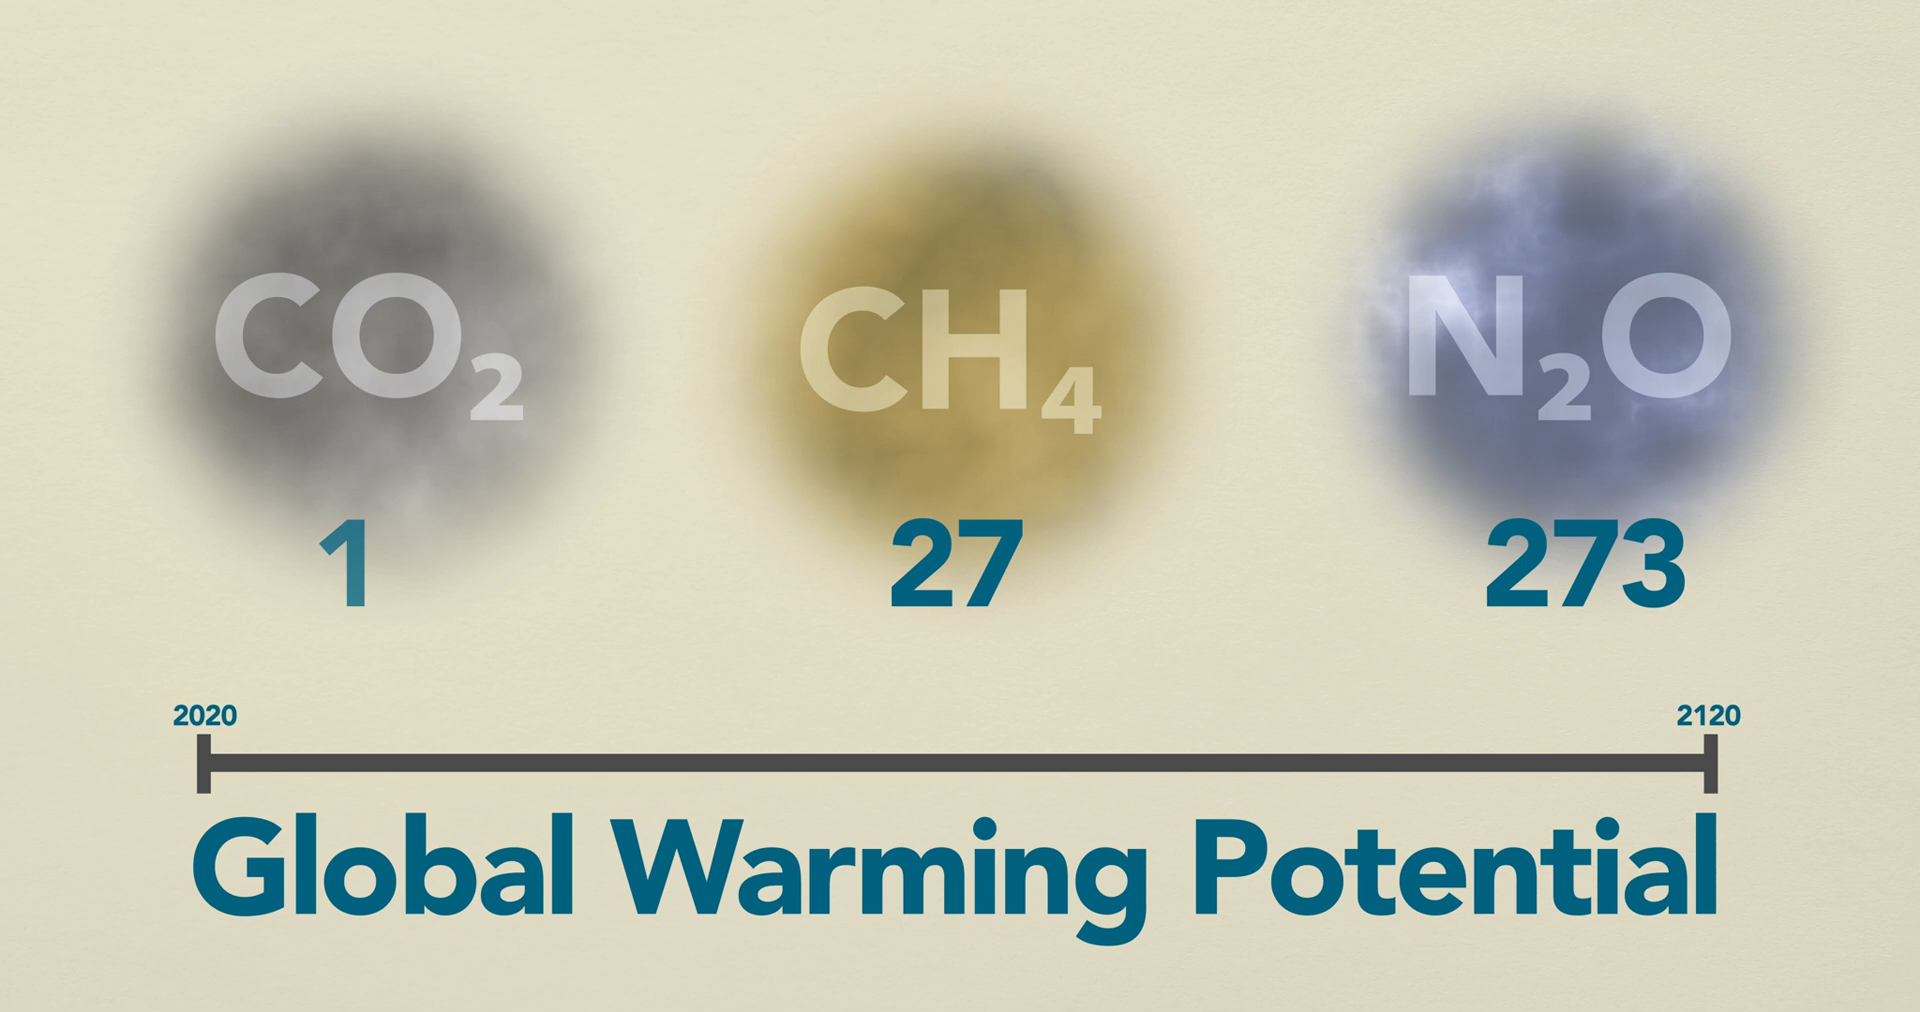 CO₂
CH₄
N₂O
1
27
273
2020
2120
Global Warming Potential